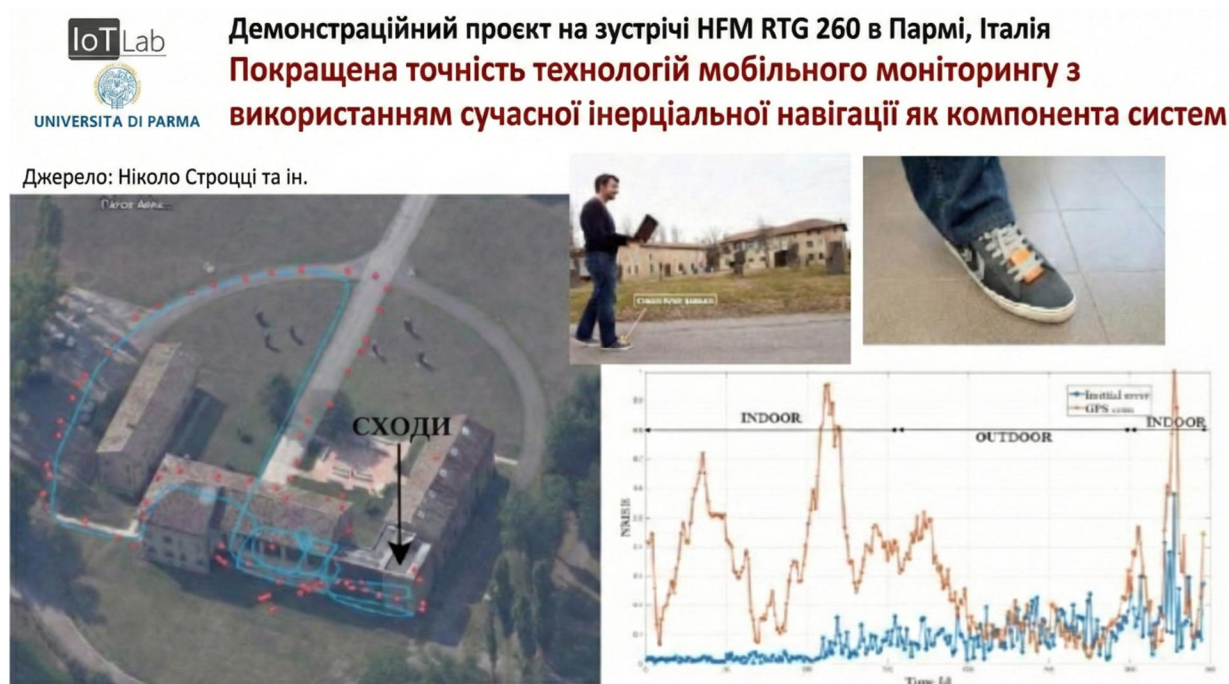 IoT Lab
UNIVERSITA DI PARMA
Демонстраційний проєкт на зустрічі HFM RTG 260 в Пармі, Італія
Покращена точність технологій мобільного моніторингу з
використанням сучасної інерціальної навігації як компонента систем
Джерело: Ніколо Строцці та ін.
СХОДИ
INDOOR
OUTDOOR
INDOOR
GPS
Time [s]